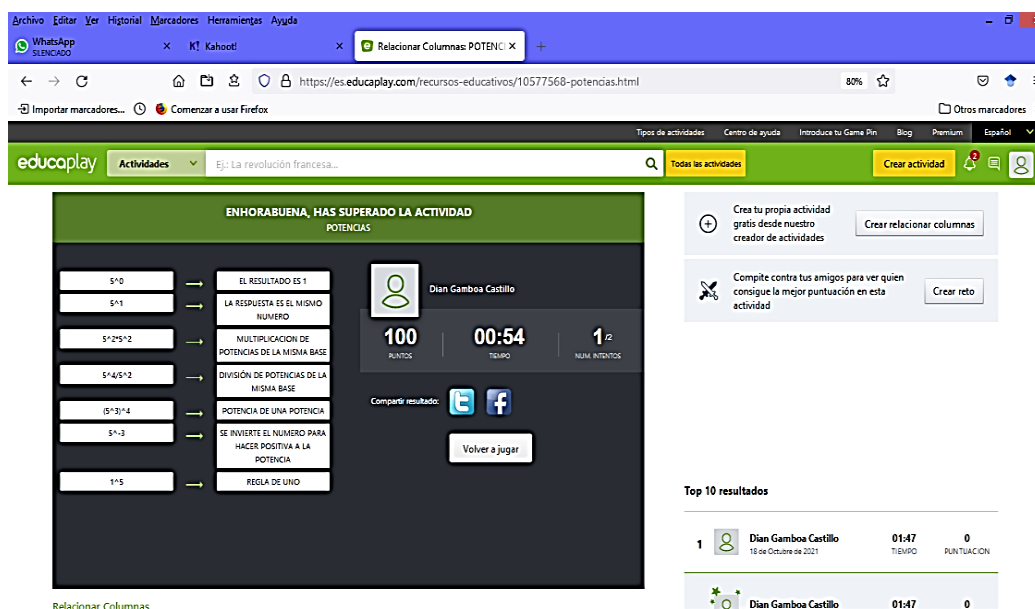 Archivo Editar Ver Historial Marcadores Herramientas Ayuda
WhatsApp
SILENCIADO
K! Kahoot!
Relacionar Columnas: POTENCI
https://es.educaplay.com/recursos-educativos/10577568-potencias.html
80%
Importar marcadores...
Comenzar a usar Firefox
Otros marcadores
Tipos de actividades Centro de ayuda Introduce tu Game Pin Blog Premium Español
educaplay
Actividades
Ej.: La revolución francesa...
Todas las actividades
Crear actividad
2
ENHORABUENA, HAS SUPERADO LA ACTIVIDAD
POTENCIAS
5^0 → EL RESULTADO ES 1
5^1 → LA RESPUESTA ES EL MISMO
NUMERO
5^2*5^2 → MULTIPLICACION DE
POTENCIAS DE LA MISMA BASE
5^4/5^2 → DIVISIÓN DE POTENCIAS DE LA
MISMA BASE
(5^3)^4 → POTENCIA DE UNA POTENCIA
5^-3 → SE INVIERTE EL NUMERO PARA
HACER POSITIVA A LA
POTENCIA
1^5 → REGLA DE UNO
Dian Gamboa Castillo
100 00:54 1/2
PUNTOS TIEMPO NUM. INTENTOS
Compartir resultado:
Volver a jugar
Crea tu propia actividad
gratis desde nuestro
creador de actividades
Crear relacionar columnas
Compite contra tus amigos para ver quien
consigue la mejor puntuación en esta
actividad
Crear reto
Top 10 resultados
1 Dian Gamboa Castillo 01:47 0
18 de Octubre de 2021 TIEMPO PUNTUACION
Dian Gamboa Castillo 01:47 0
Relacionar Columnas